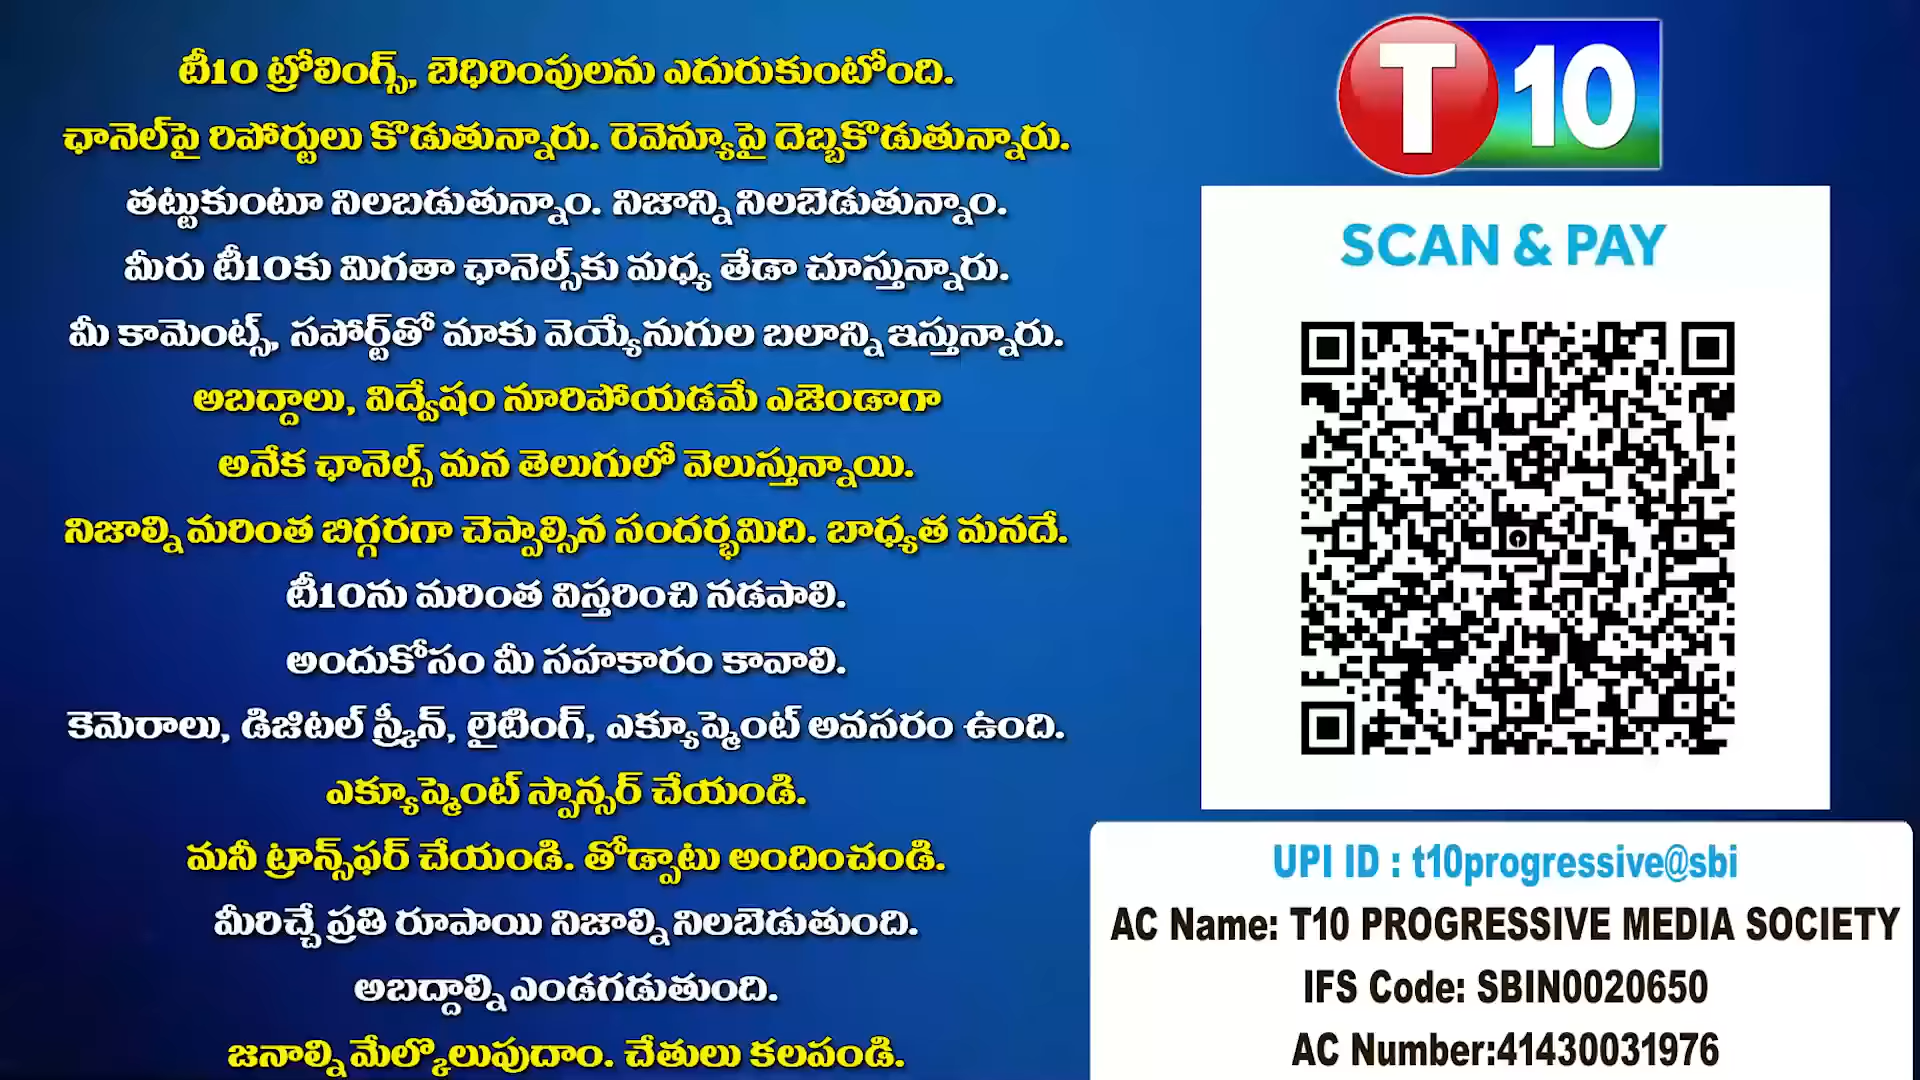 టీ10 ట్రోలింగ్స్, బెధిరింపులను ఎదురుకుంటోంది.
ఛానెల్‌పై రిపోర్టులు కొడుతున్నారు. రెవెన్యూపై దెబ్బకొడుతున్నారు.
తట్టుకుంటూ నిలబడుతున్నాం. నిజాన్ని నిలబెడుతున్నాం.
మీరు టీ10కు మిగతా ఛానెల్స్‌కు మధ్య తేడా చూస్తున్నారు.
మీ కామెంట్స్, సపోర్ట్‌తో మాకు వెయ్యేనుగుల బలాన్ని ఇస్తున్నారు.
అబద్దాలు, విద్వేషం నూరిపోయడమే ఎజెండాగా
అనేక ఛానెల్స్ మన తెలుగులో వెలుస్తున్నాయి.
నిజాల్ని మరింత బిగ్గరగా చెప్పాల్సిన సందర్భమిది. బాధ్యత మనదే.
టీ10ను మరింత విస్తరించి నడపాలి.
అందుకోసం మీ సహకారం కావాలి.
కెమెరాలు, డిజిటల్ స్క్రీన్, లైటింగ్, ఎక్యూప్మెంట్ అవసరం ఉంది.
ఎక్యూప్మెంట్ స్పాన్సర్ చేయండి.
మనీ ట్రాన్స్‌ఫర్ చేయండి. తోడ్పాటు అందించండి.
మీరిచ్చే ప్రతి రూపాయి నిజాల్ని నిలబెడుతుంది.
అబద్దాల్ని ఎండగడుతుంది.
జనాల్ని మేల్కొలుపుదాం. చేతులు కలపండి.
T 10
SCAN & PAY
UPI ID : t10progressive@sbi
AC Name: T10 PROGRESSIVE MEDIA SOCIETY
IFS Code: SBIN0020650
AC Number:41430031976